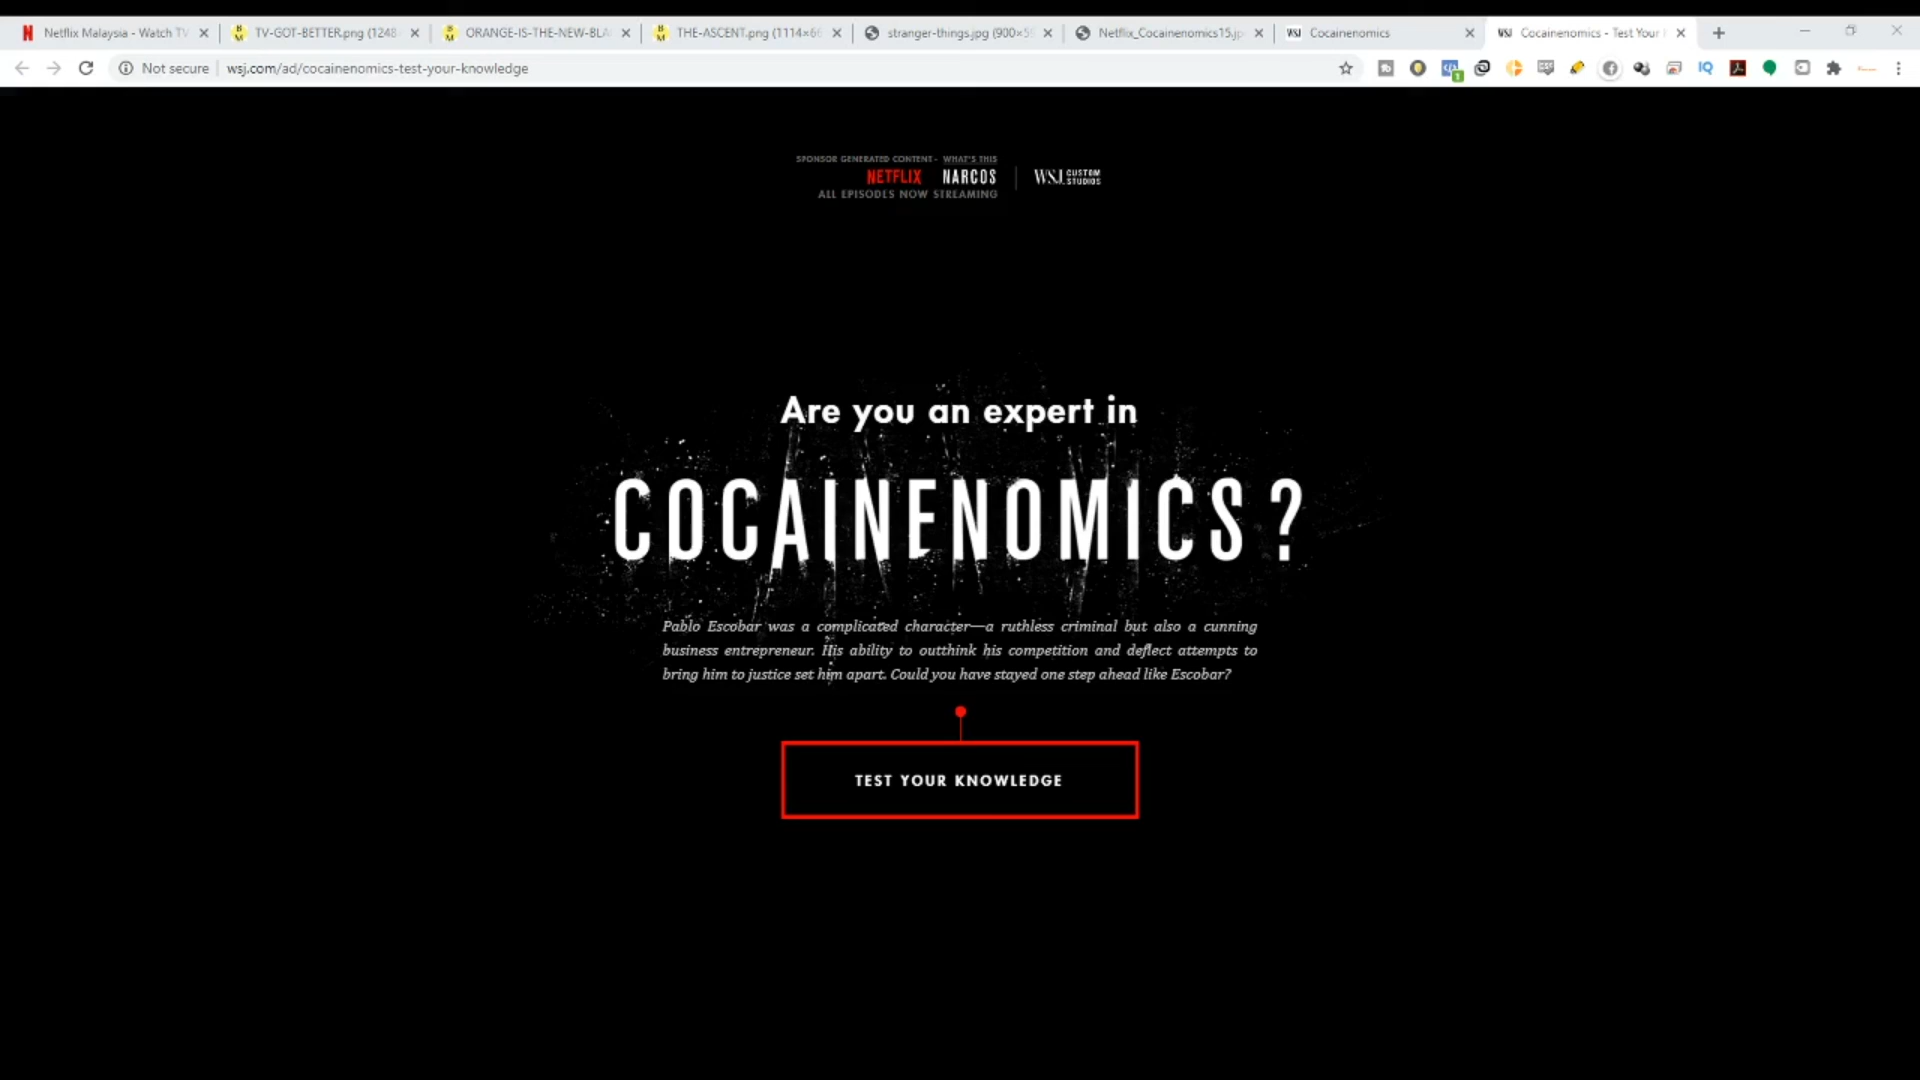 Netflix Malaysia - Watch TV
TV-GOT-BETTER.png (1248
ORANGE-IS-THE-NEW-BLA
THE-ASCENT.png (1114×66
stranger-things.jpg (900×5
Netflix_Cocainenomics15.jp
WSJ Cocainenomics
WSJ Cocainenomics - Test Your
Not secure
wsj.com/ad/cocainenomics-test-your-knowledge
1
IQ
SPONSOR GENERATED CONTENT - WHAT'S THIS
NETFLIX NARCOS
ALL EPISODES NOW STREAMING
WSJ. CUSTOM STUDIOS
Are you an expert in
COCAINENOMICS?
Pablo Escobar was a complicated character—a ruthless criminal but also a cunning
business entrepreneur. His ability to outthink his competition and deflect attempts to
bring him to justice set him apart. Could you have stayed one step ahead like Escobar?
TEST YOUR KNOWLEDGE